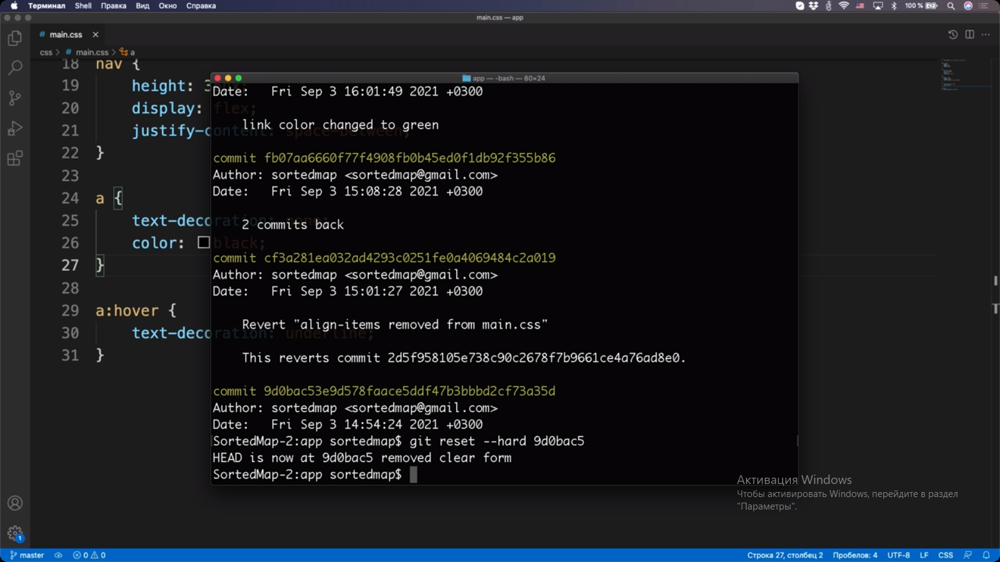 Терминал Shell Правка Вид Окно Справка 100 %
main.css — app
# main.css ×
css > # main.css > a
18 nav {
19 height: 3
20 display: flex;
21 justify-content: space-between;
22 }
23
24 a {
25 text-decoration: none;
26 color: black;
27 }
28
29 a:hover {
30 text-decoration: underline;
31 }
app — -bash — 80×24
Date:   Fri Sep 3 16:01:49 2021 +0300
link color changed to green
commit fb07aa6660f77f4908fb0b45ed0f1db92f355b86
Author: sortedmap <sortedmap@gmail.com>
Date:   Fri Sep 3 15:08:28 2021 +0300
2 commits back
commit cf3a281ea032ad4293c0251fe0a4069484c2a019
Author: sortedmap <sortedmap@gmail.com>
Date:   Fri Sep 3 15:01:27 2021 +0300
Revert "align-items removed from main.css"
This reverts commit 2d5f958105e738c90c2678f7b9661ce4a76ad8e0.
commit 9d0bac53e9d578faace5ddf47b3bbbd2cf73a35d
Author: sortedmap <sortedmap@gmail.com>
Date:   Fri Sep 3 14:54:24 2021 +0300
SortedMap-2:app sortedmap$ git reset --hard 9d0bac5
HEAD is now at 9d0bac5 removed clear form
SortedMap-2:app sortedmap$
Активация Windows
Чтобы активировать Windows, перейдите в раздел
"Параметры".
1
master 0 0 Строка 27, столбец 2 Пробелов: 4 UTF-8 LF CSS